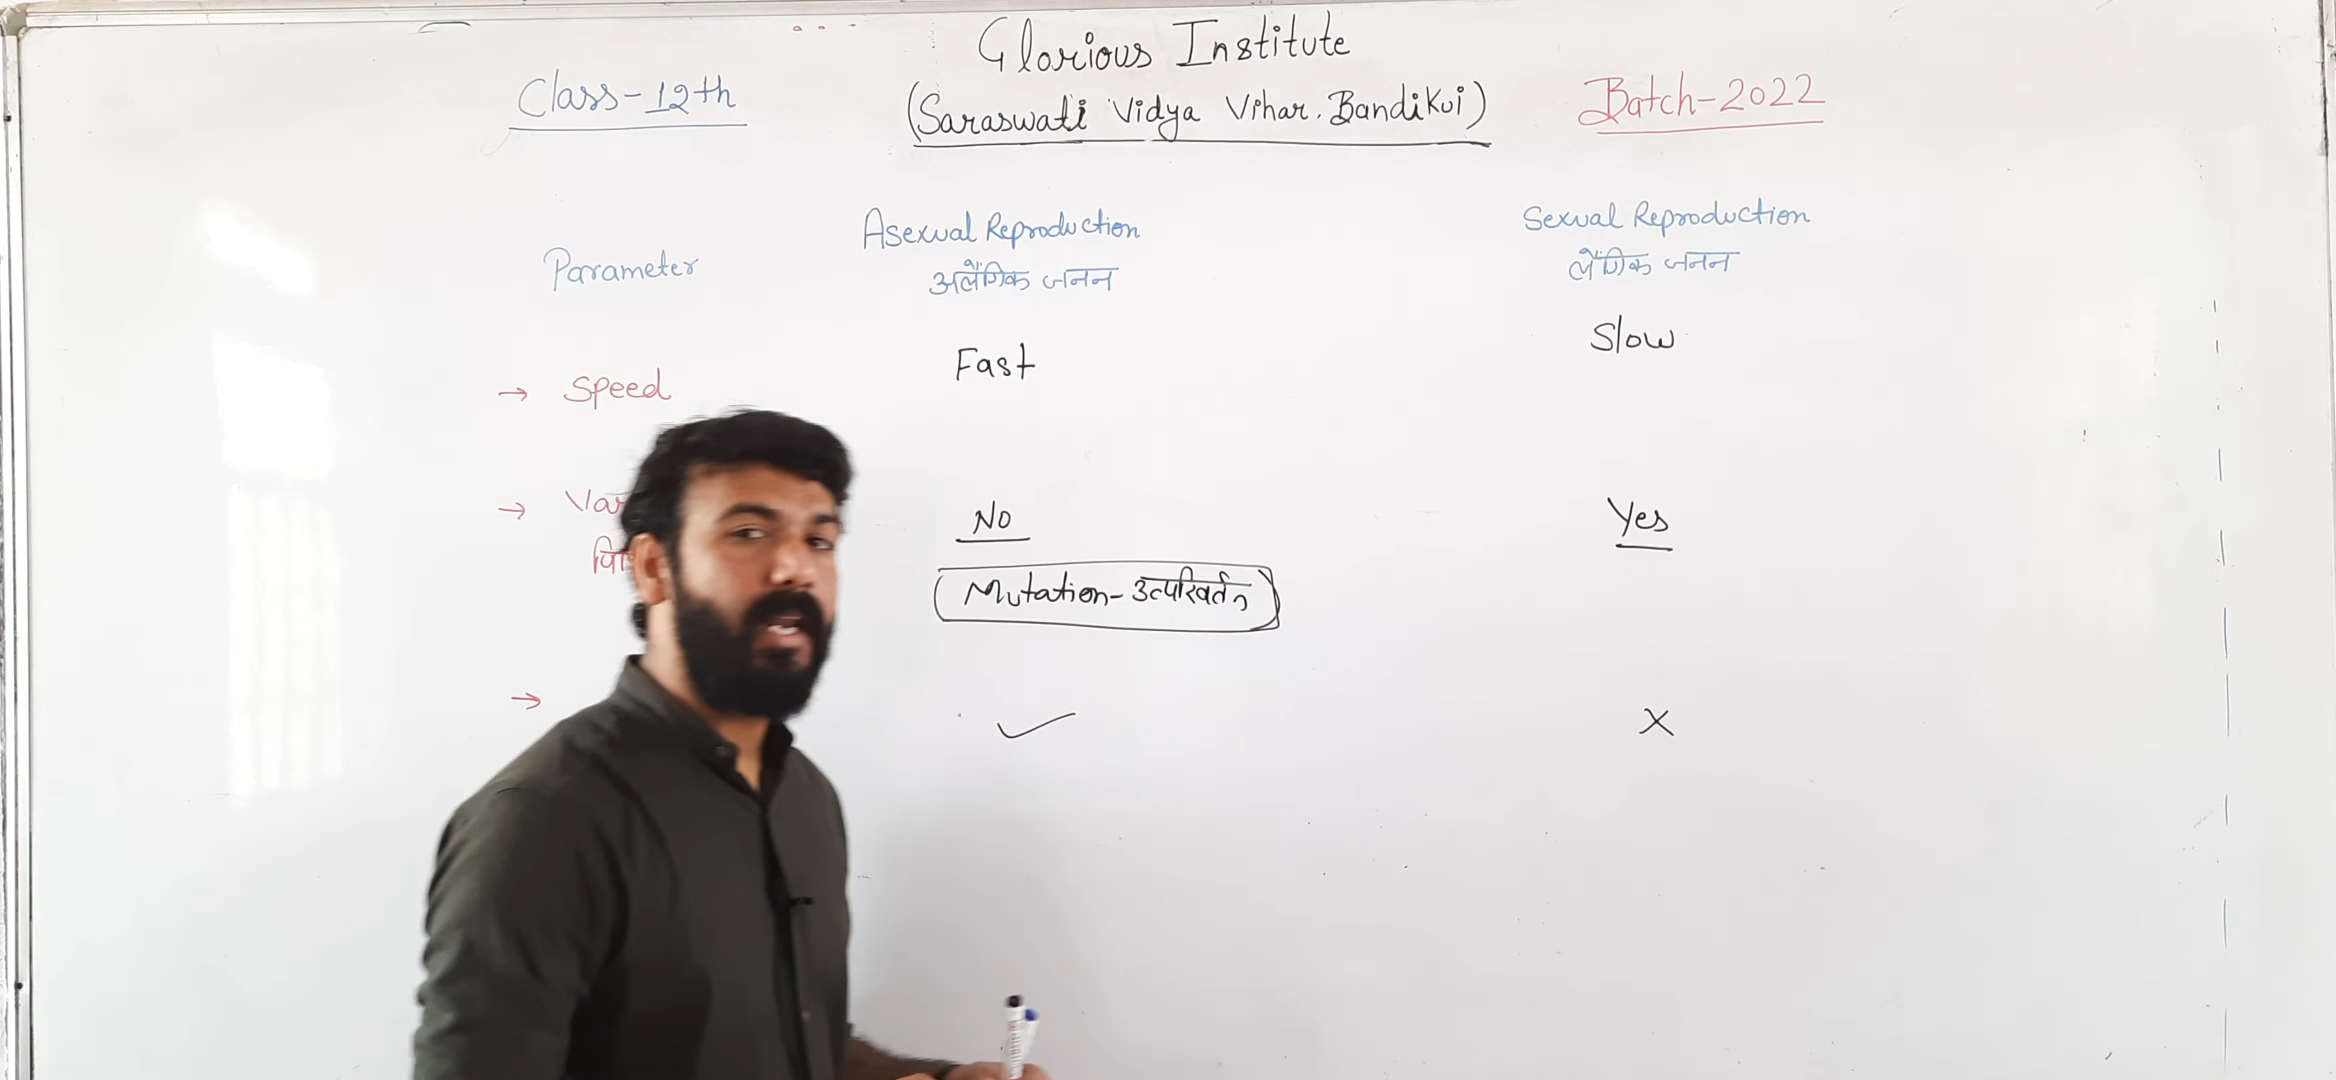 Glorious Institute
Class-12th
(Saraswati Vidya Vihar, Bandikui)
Batch-2022
Parameter
Asexual Reproduction
अलैंगिक जनन
Sexual Reproduction
लैंगिक जनन
→ Speed
Fast
Slow
→
No
Yes
Mutation-उत्परिवर्तन
→
✓
X